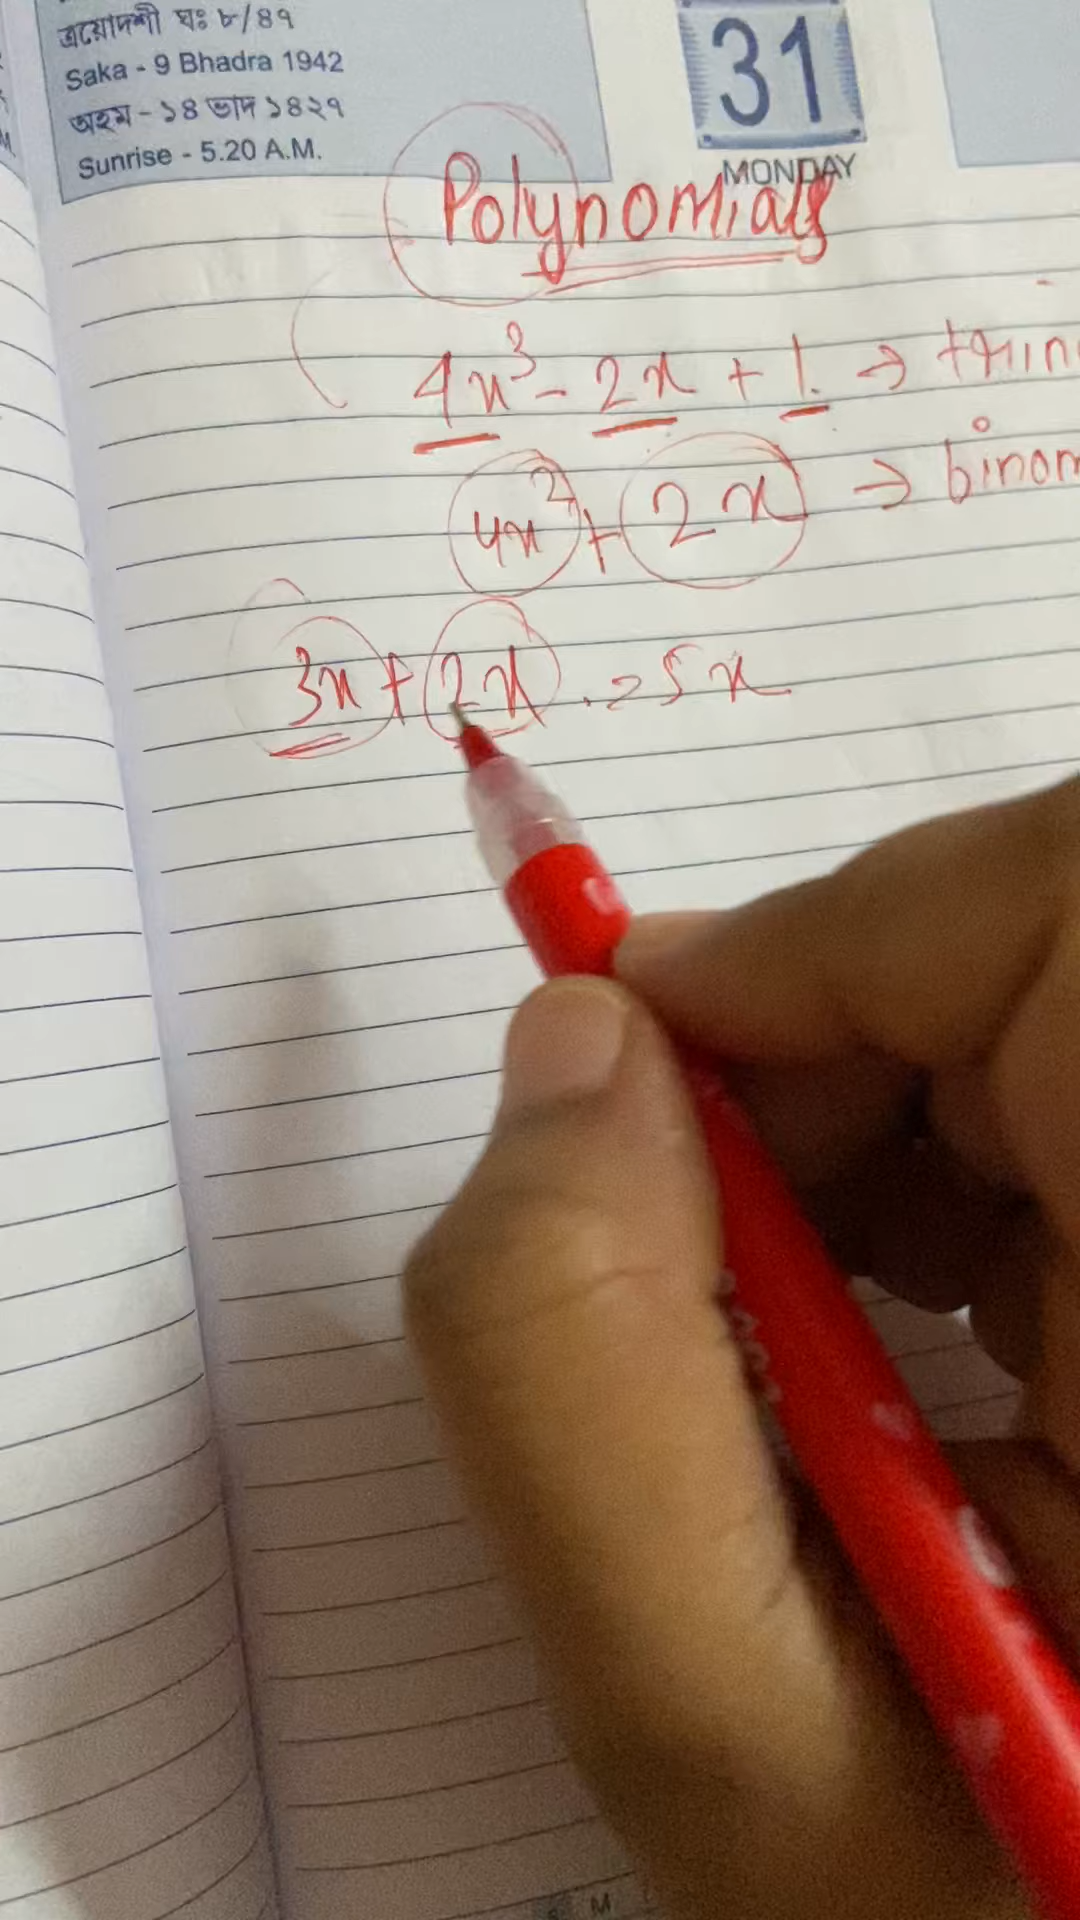 ত্রয়োদশী ঘঃ ৮/৪৭
Saka - 9 Bhadra 1942
অহম - ১৪ ভাদ ১৪২৭
Sunrise - 5.20 A.M.
31
MONDAY
Polynomials
4x³ - 2x + 1 → trin
4x² + 2x → binom
3x + 2x = 5x
M